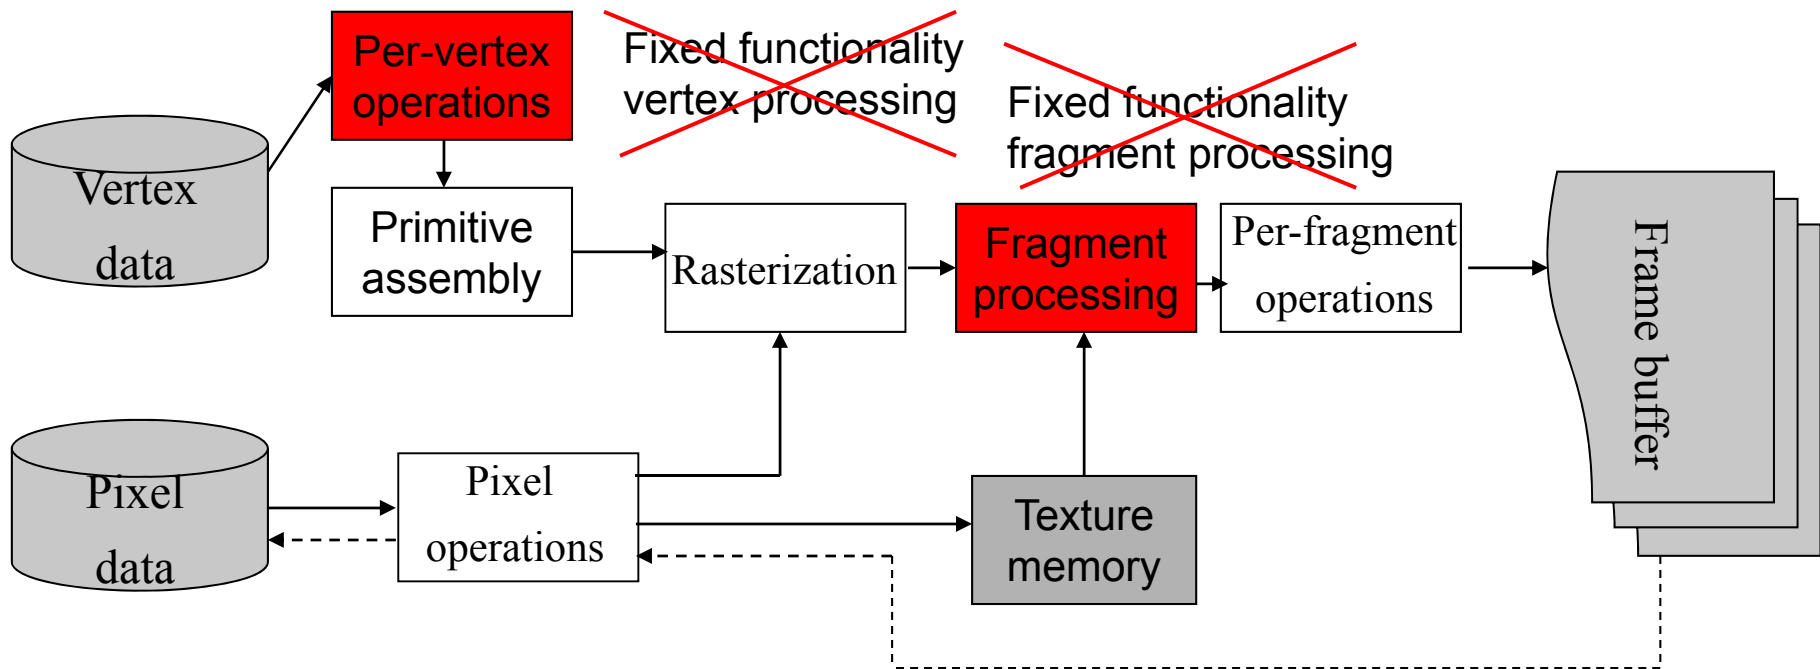 Per-vertex
operations
Fixed functionality
vertex processing
Fixed functionality
fragment processing
Vertex
data
Primitive
assembly
Rasterization
Fragment
processing
Per-fragment
operations
Frame buffer
Pixel
data
Pixel
operations
Texture
memory